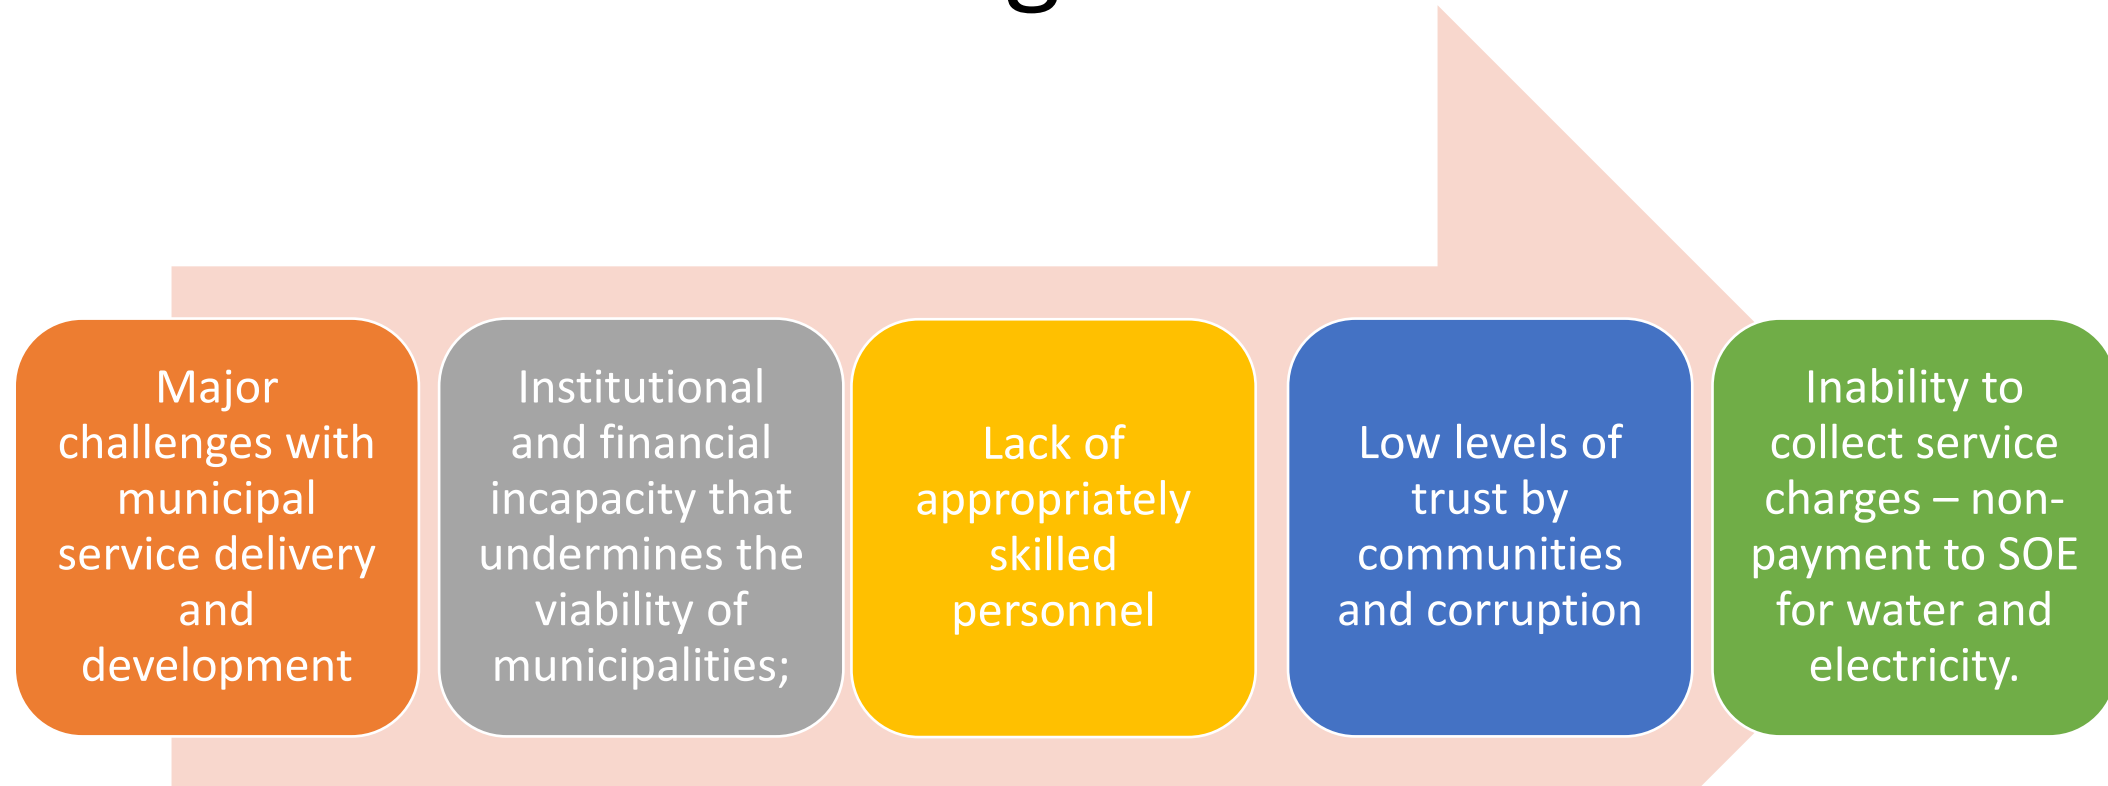 Major
challenges with
municipal
service delivery
and
development
Institutional
and financial
incapacity that
undermines the
viability of
municipalities;
Lack of
appropriately
skilled
personnel
Low levels of
trust by
communities
and corruption
Inability to
collect service
charges – non-
payment to SOE
for water and
electricity.